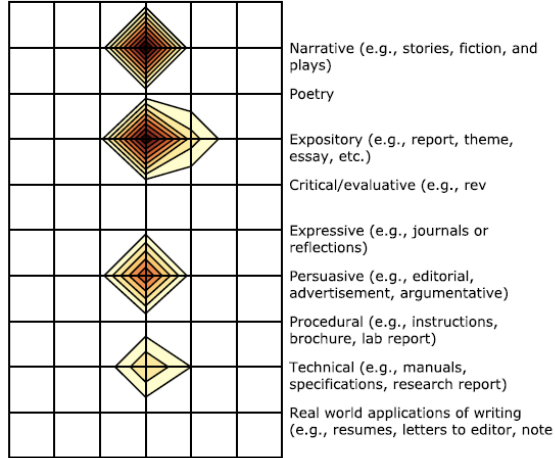 Narrative (e.g., stories, fiction, and
plays)
Poetry
Expository (e.g., report, theme,
essay, etc.)
Critical/evaluative (e.g., rev
Expressive (e.g., journals or
reflections)
Persuasive (e.g., editorial,
advertisement, argumentative)
Procedural (e.g., instructions,
brochure, lab report)
Technical (e.g., manuals,
specifications, research report)
Real world applications of writing
(e.g., resumes, letters to editor, note